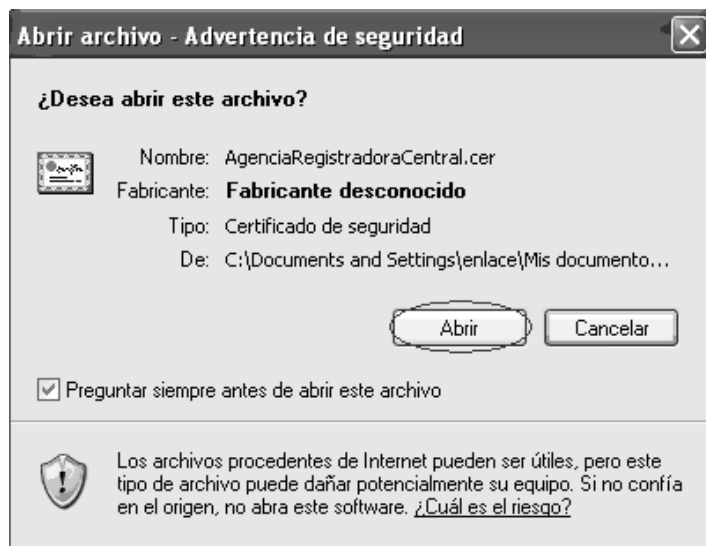 Abrir archivo - Advertencia de seguridad
¿Desea abrir este archivo?
Nombre: AgenciaRegistradoraCentral.cer
Fabricante: Fabricante desconocido
Tipo: Certificado de seguridad
De: C:\Documents and Settings\enlace\Mis documento...
Abrir Cancelar
Preguntar siempre antes de abrir este archivo
Los archivos procedentes de Internet pueden ser útiles, pero este
tipo de archivo puede dañar potencialmente su equipo. Si no confía
en el origen, no abra este software. ¿Cuál es el riesgo?